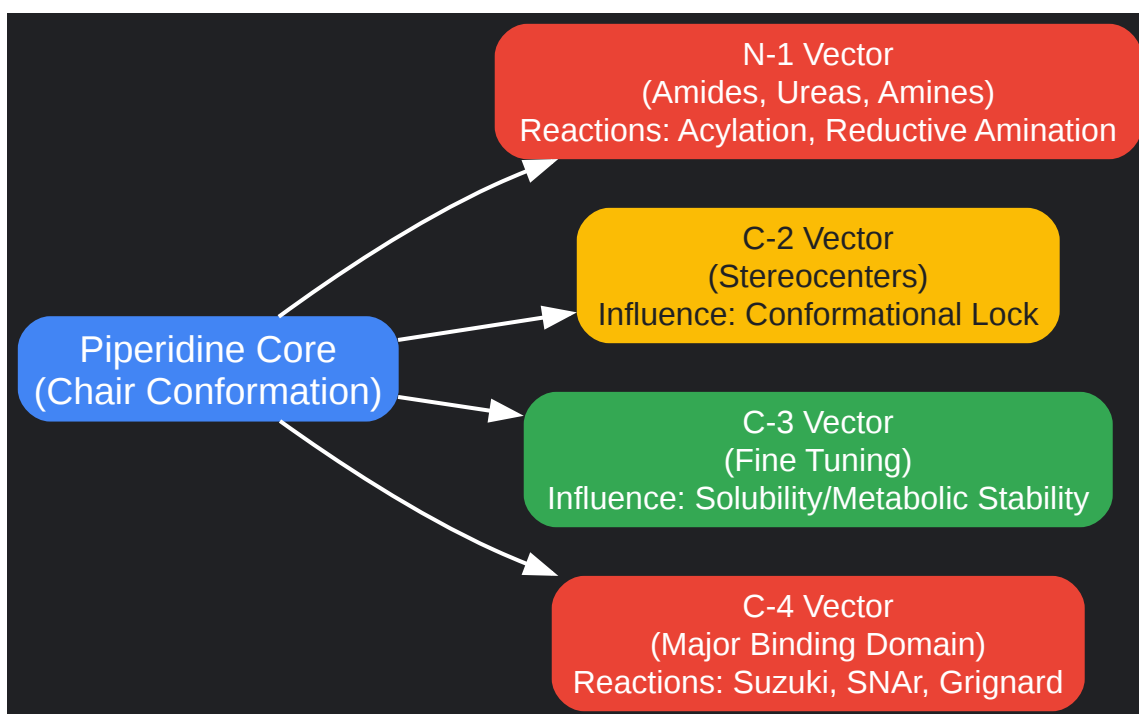 Piperidine Core
(Chair Conformation)
N-1 Vector
(Amides, Ureas, Amines)
Reactions: Acylation, Reductive Amination
C-2 Vector
(Stereocenters)
Influence: Conformational Lock
C-3 Vector
(Fine Tuning)
Influence: Solubility/Metabolic Stability
C-4 Vector
(Major Binding Domain)
Reactions: Suzuki, SNAr, Grignard